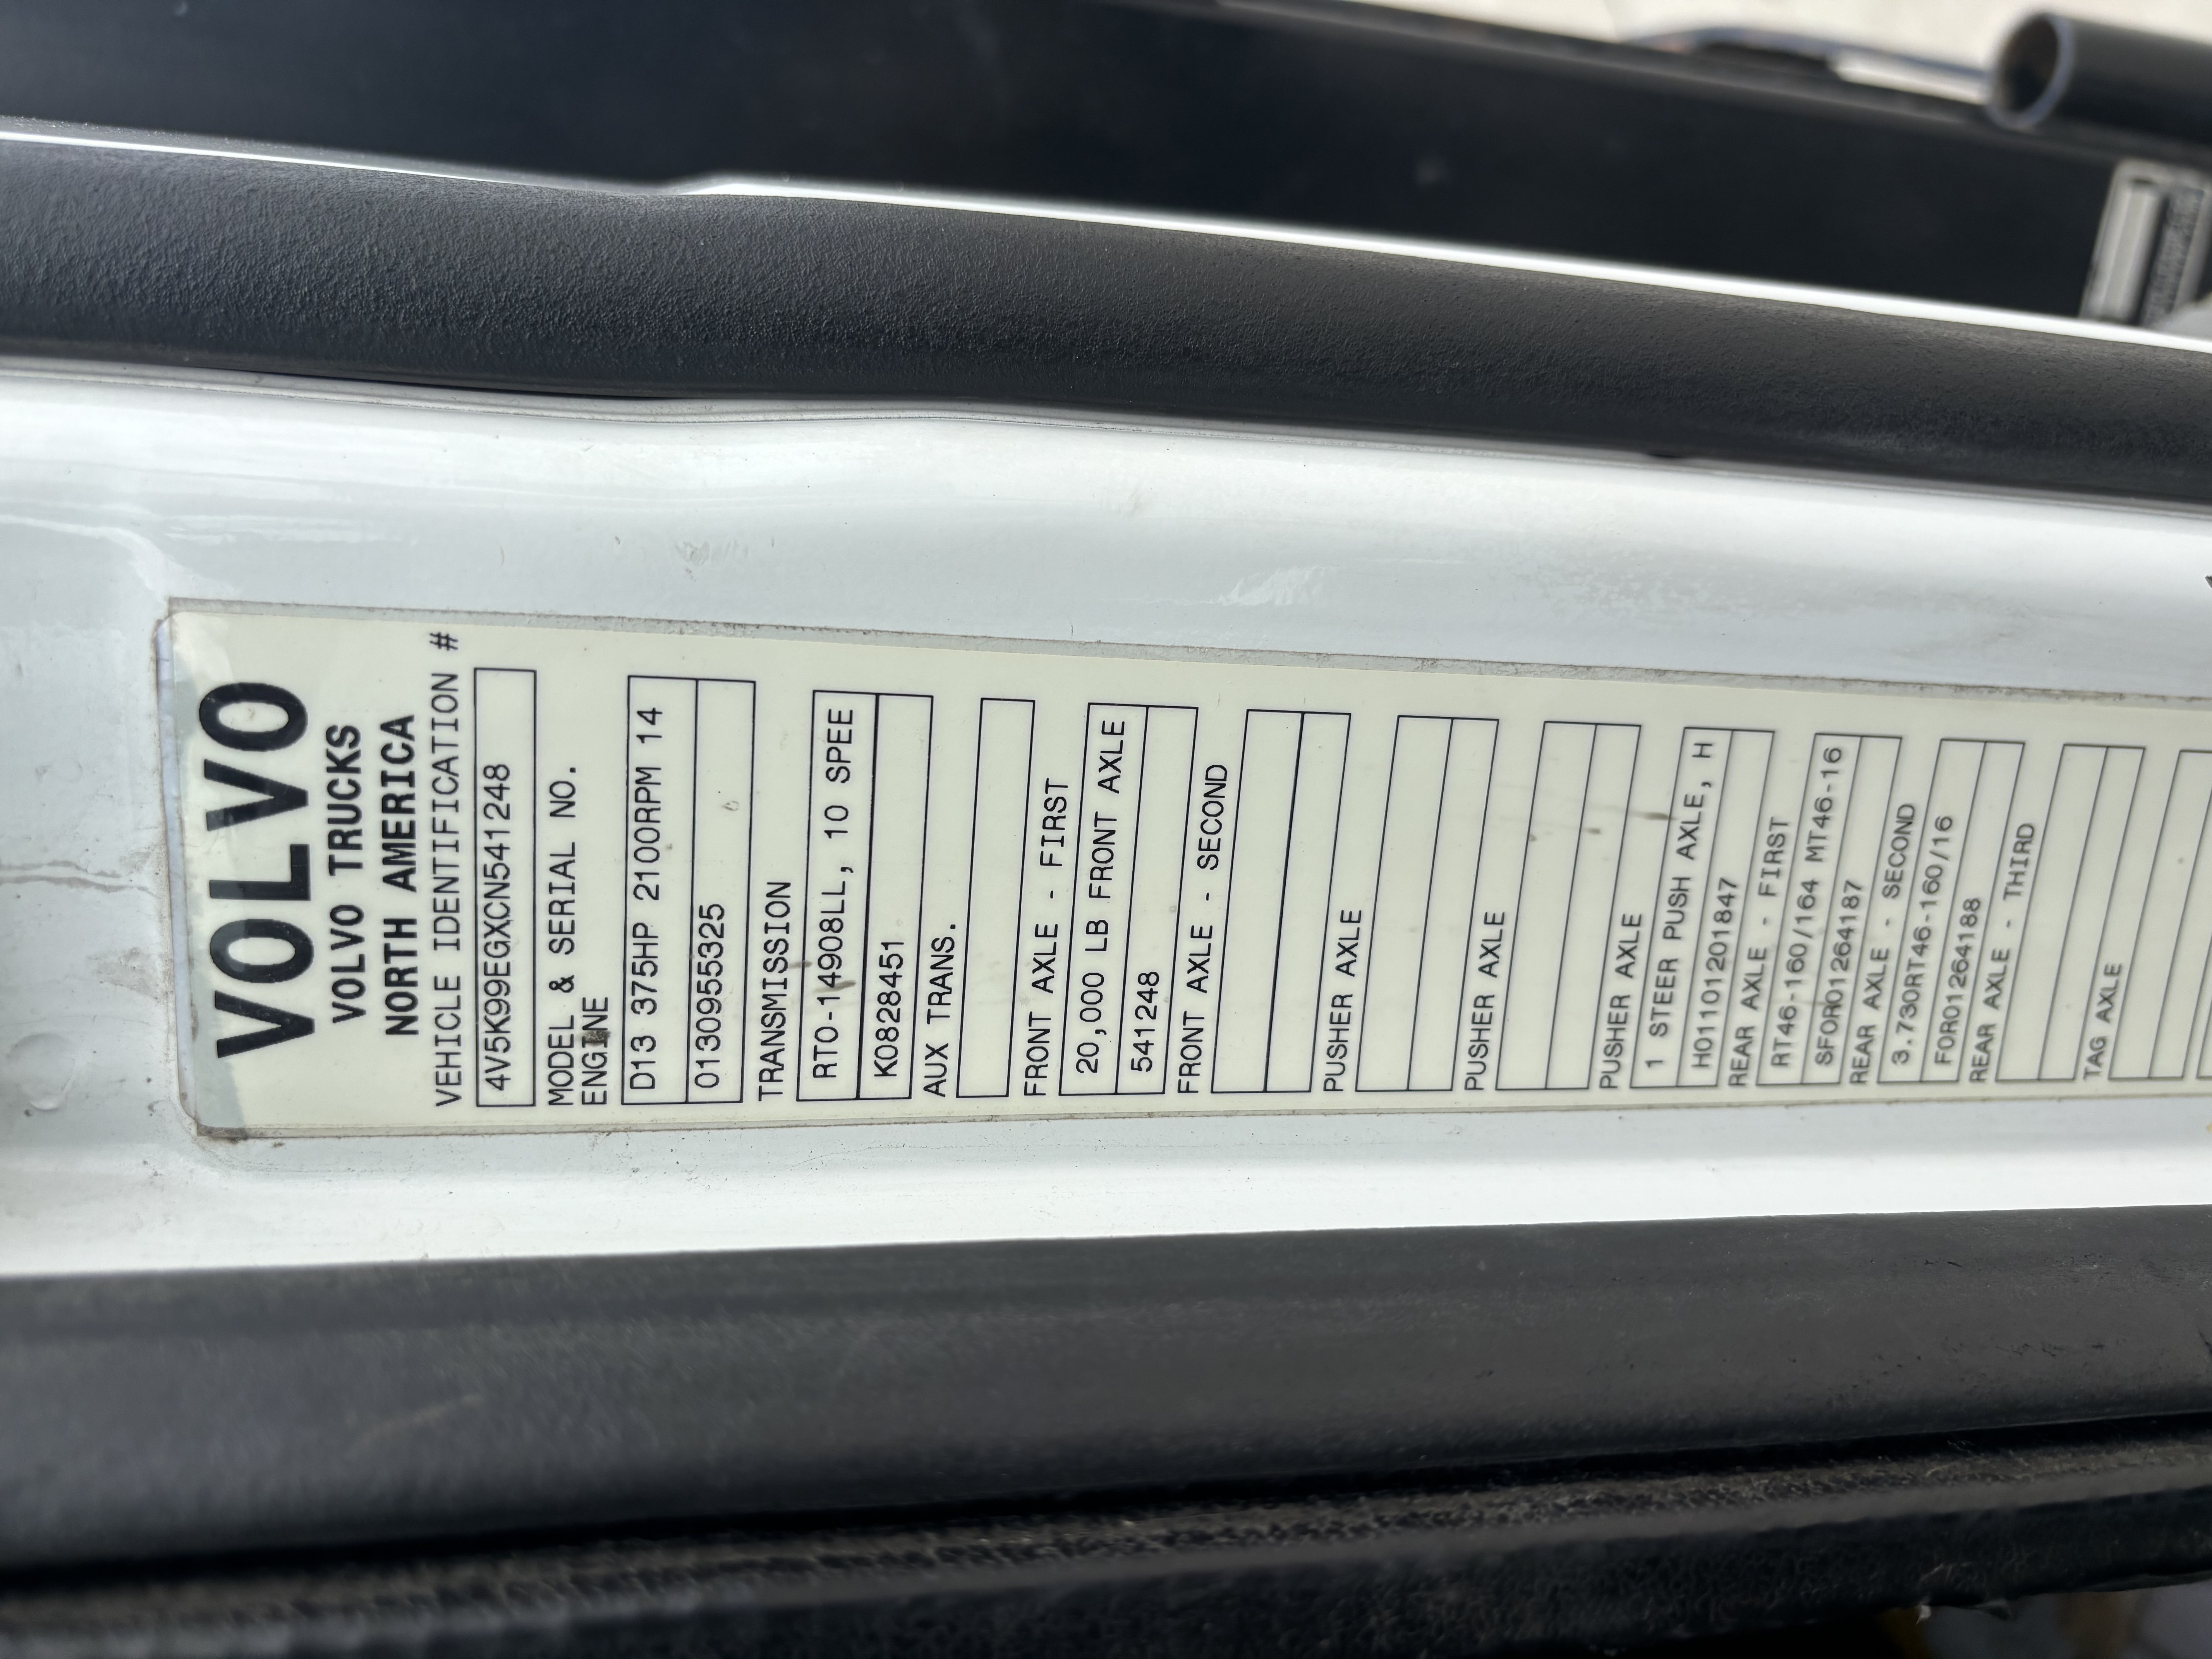 VOLVO
VOLVO TRUCKS
NORTH AMERICA
VEHICLE IDENTIFICATION #
4V5K99EGXCN541248
MODEL & SERIAL NO.
ENGINE
D13 375HP 2100RPM 14
01309553325
TRANSMISSION
RTO-14908LL, 10 SPEE
K0828451
AUX TRANS.
FRONT AXLE - FIRST
20,000 LB FRONT AXLE
541248
FRONT AXLE - SECOND
PUSHER AXLE
PUSHER AXLE
PUSHER AXLE
1 STEER PUSH AXLE, H
H01101201847
REAR AXLE - FIRST
RT46-160/164 MT46-16
SFOR01264187
REAR AXLE - SECOND
3.730RT46-160/16
FOR01264188
REAR AXLE - THIRD
TAG AXLE